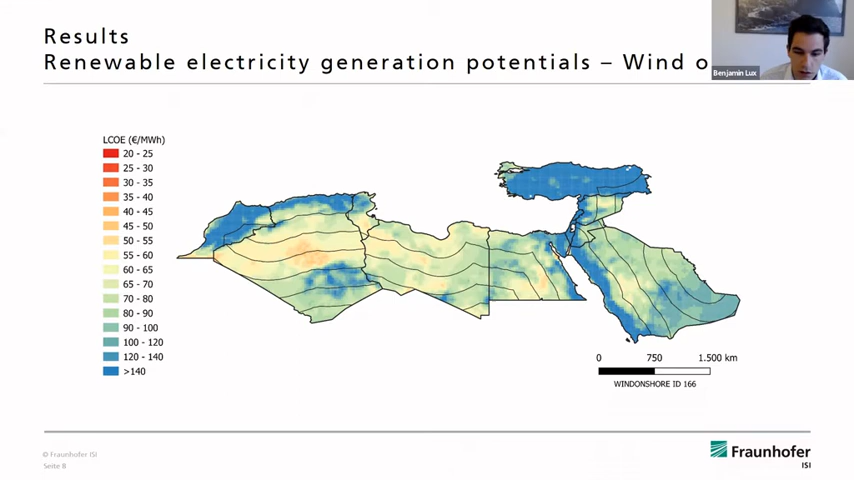 Results
Renewable electricity generation potentials – Wind o
Benjamin Lux
LCOE (€/MWh)
20 - 25
25 - 30
30 - 35
35 - 40
40 - 45
45 - 50
50 - 55
55 - 60
60 - 65
65 - 70
70 - 80
80 - 90
90 - 100
100 - 120
120 - 140
>140
0 750 1.500 km
WINDONSHORE ID 166
© Fraunhofer ISI
Seite 8
Fraunhofer
ISI